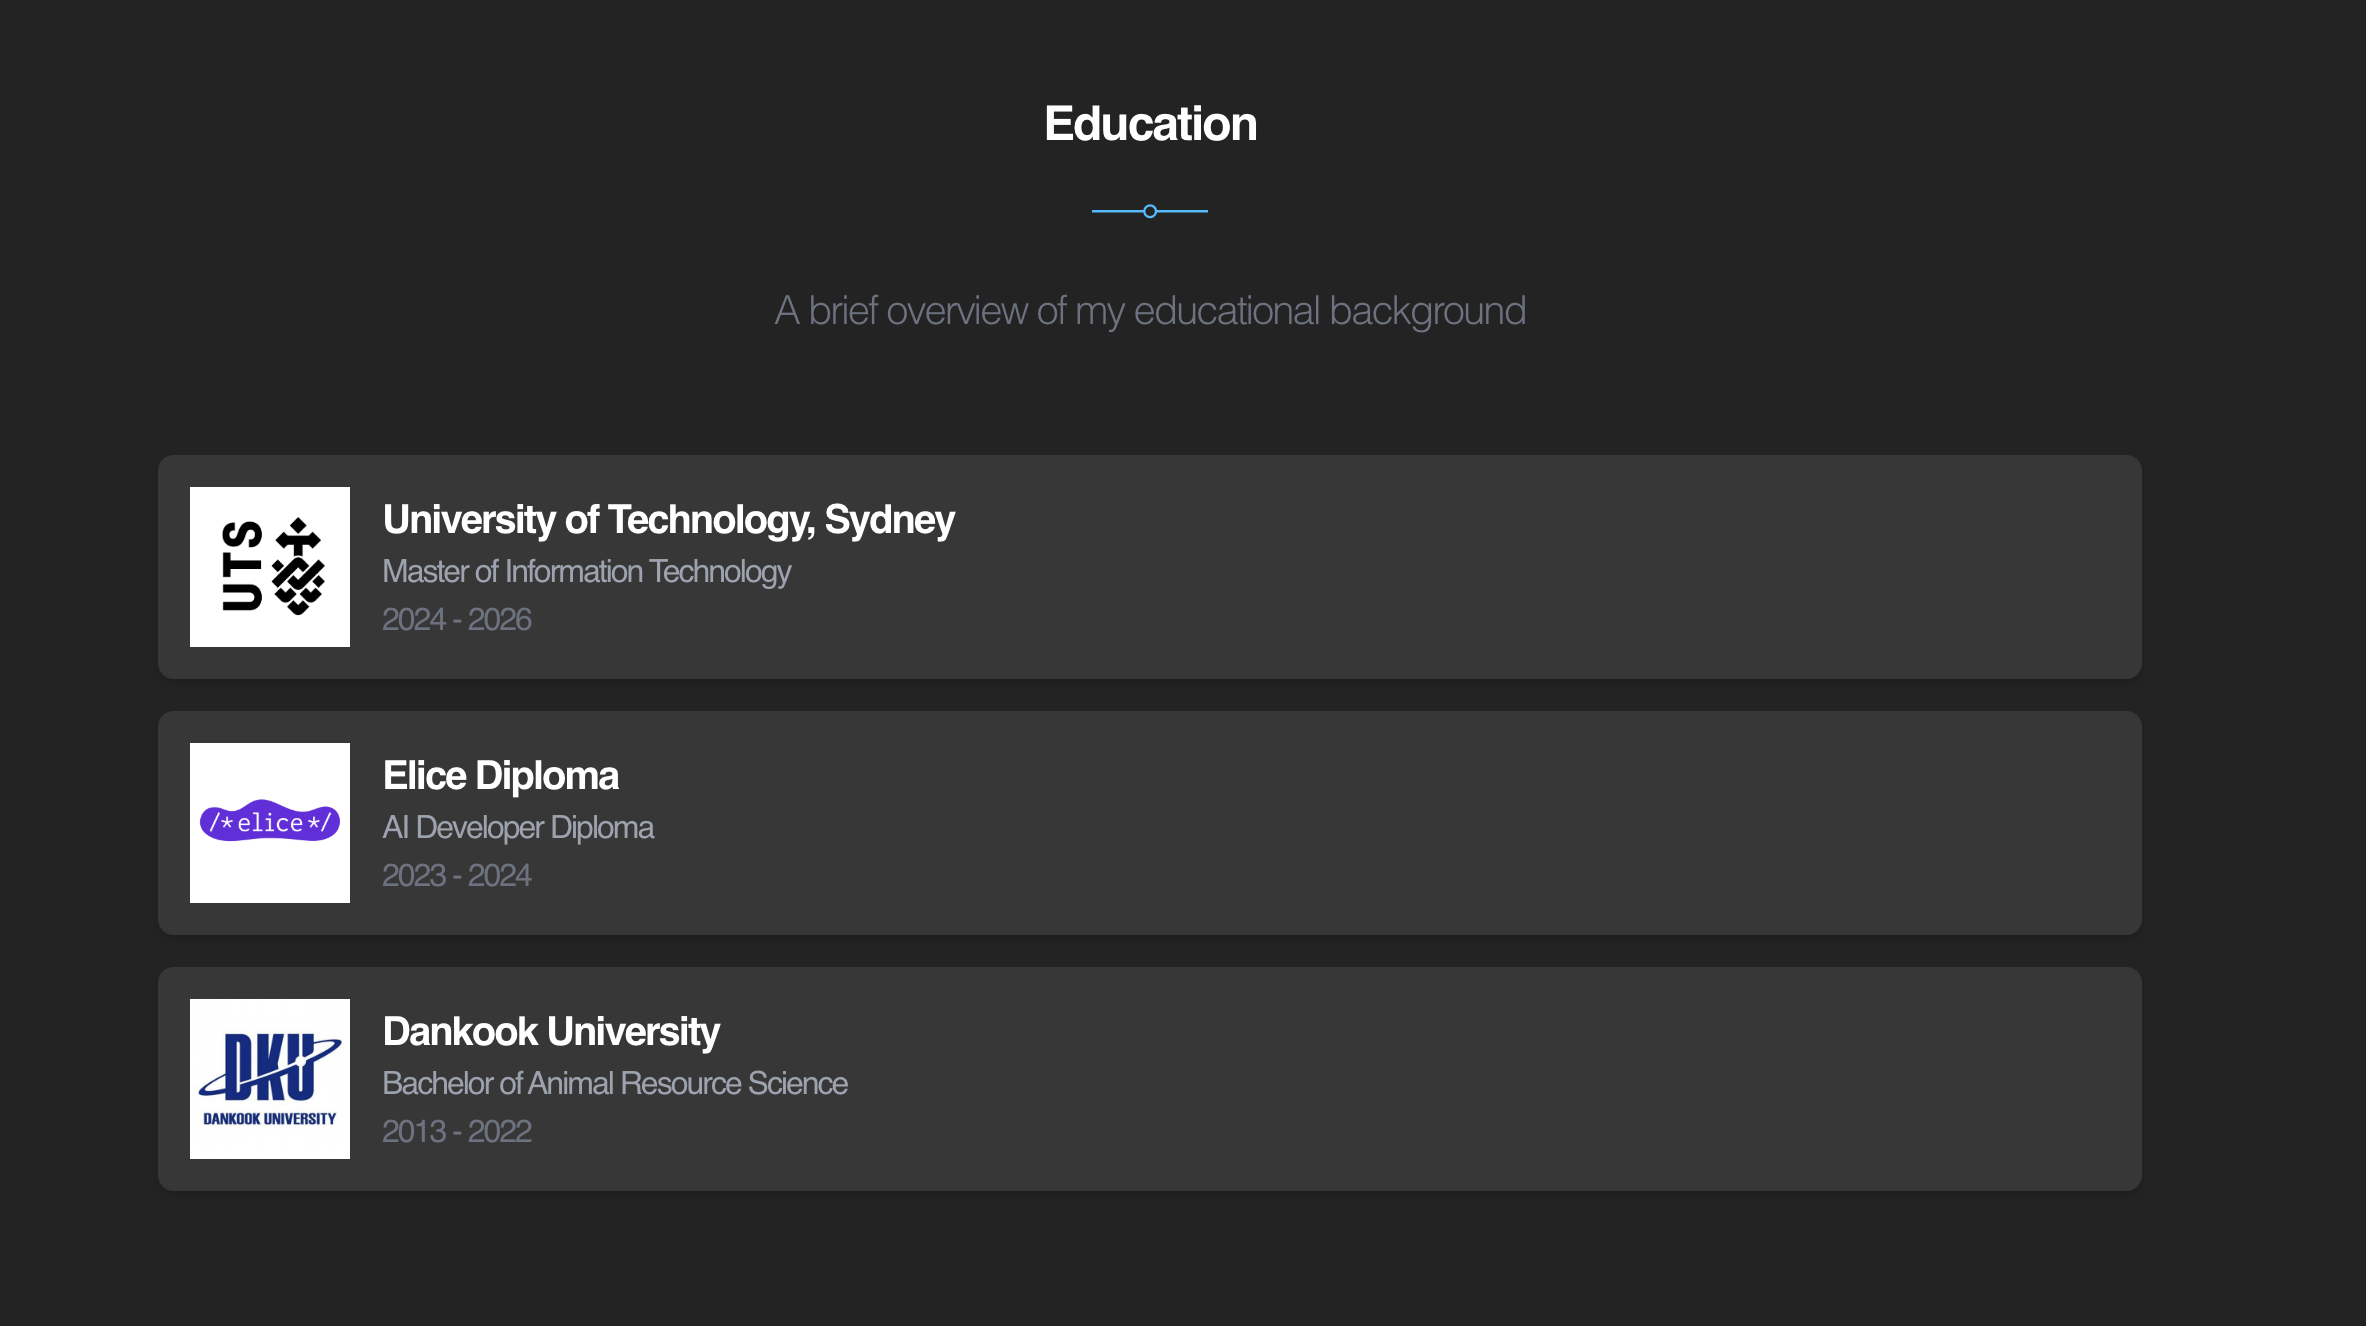 Education
A brief overview of my educational background
UTS
University of Technology, Sydney
Master of Information Technology
2024 - 2026
/*elice*/
Elice Diploma
AI Developer Diploma
2023 - 2024
DKU
DANKOOK UNIVERSITY
Dankook University
Bachelor of Animal Resource Science
2013 - 2022